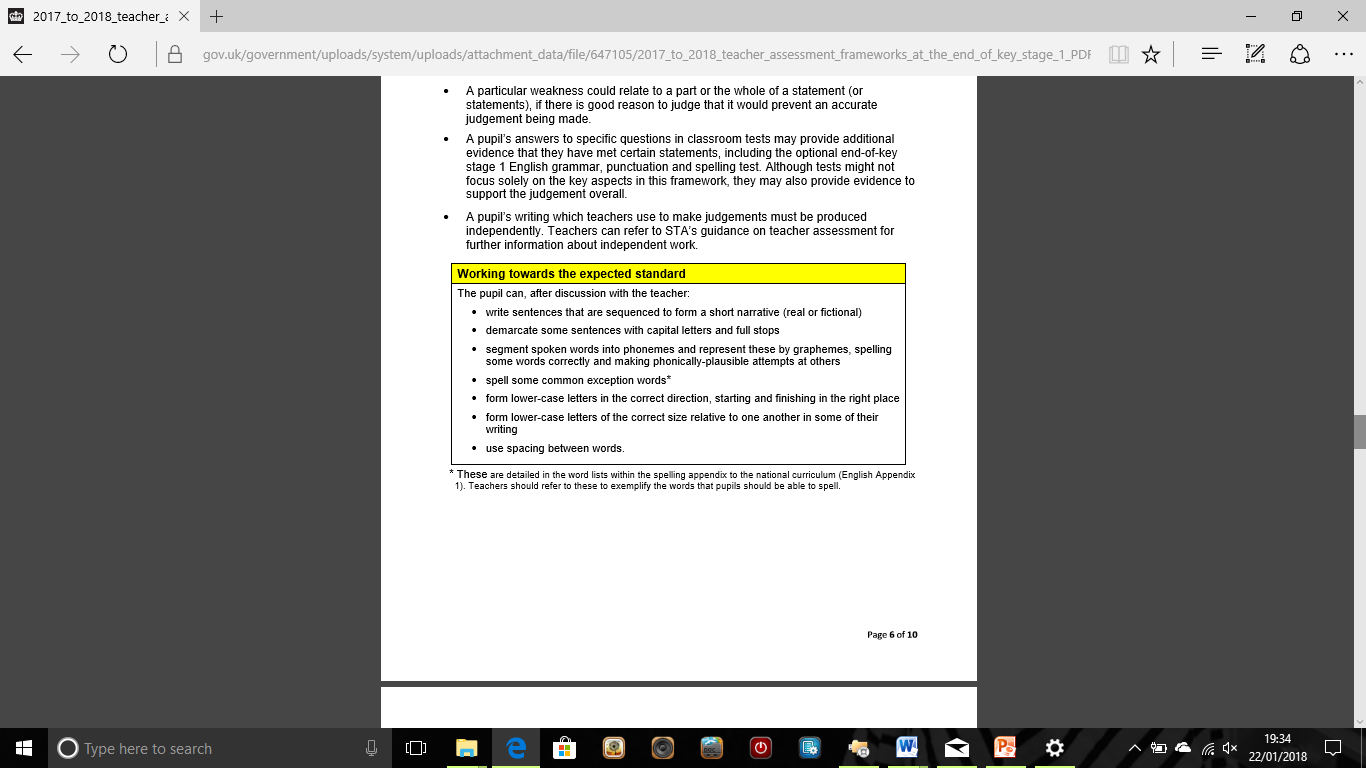 2017_to_2018_teacher_a
gov.uk/government/uploads/system/uploads/attachment_data/file/647105/2017_to_2018_teacher_assessment_frameworks_at_the_end_of_key_stage_1_PDF
• A particular weakness could relate to a part or the whole of a statement (or
statements), if there is good reason to judge that it would prevent an accurate
judgement being made.
• A pupil's answers to specific questions in classroom tests may provide additional
evidence that they have met certain statements, including the optional end-of-key
stage 1 English grammar, punctuation and spelling test. Although tests might not
focus solely on the key aspects in this framework, they may also provide evidence to
support the judgement overall.
• A pupil's writing which teachers use to make judgements must be produced
independently. Teachers can refer to STA's guidance on teacher assessment for
further information about independent work.
Working towards the expected standard
The pupil can, after discussion with the teacher:
• write sentences that are sequenced to form a short narrative (real or fictional)
• demarcate some sentences with capital letters and full stops
• segment spoken words into phonemes and represent these by graphemes, spelling
some words correctly and making phonically-plausible attempts at others
• spell some common exception words*
• form lower-case letters in the correct direction, starting and finishing in the right place
• form lower-case letters of the correct size relative to one another in some of their
writing
• use spacing between words.
* These are detailed in the word lists within the spelling appendix to the national curriculum (English Appendix
1). Teachers should refer to these to exemplify the words that pupils should be able to spell.
Page 6 of 10
Type here to search
19:34
22/01/2018